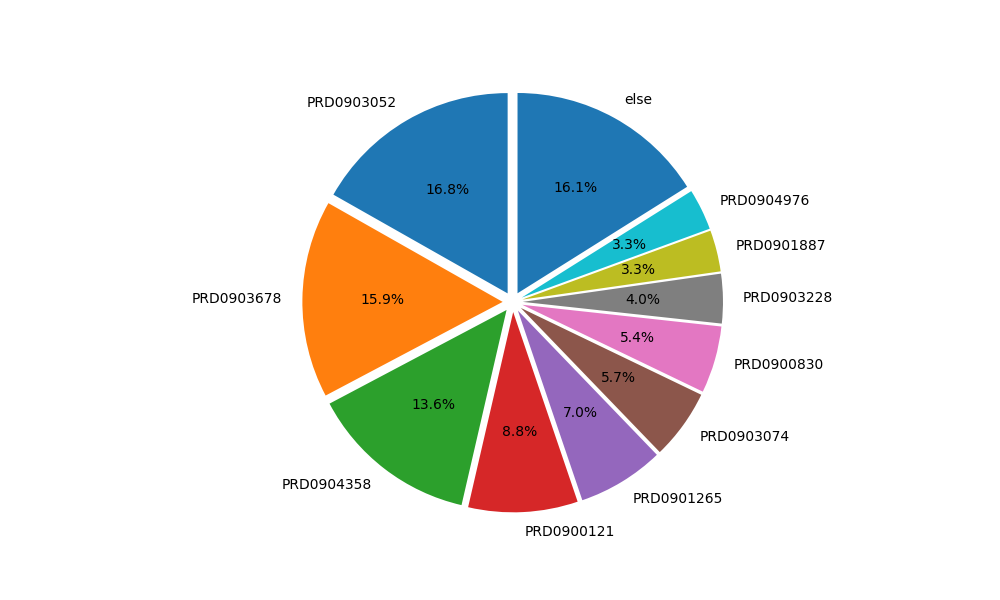 else
PRD0903052
16.1%
16.8%
PRD0904976
3.3%
PRD0901887
3.3%
PRD0903678
15.9%
4.0%
PRD0903228
5.4%
PRD0900830
5.7%
13.6%
7.0%
8.8%
PRD0903074
PRD0904358
PRD0901265
PRD0900121